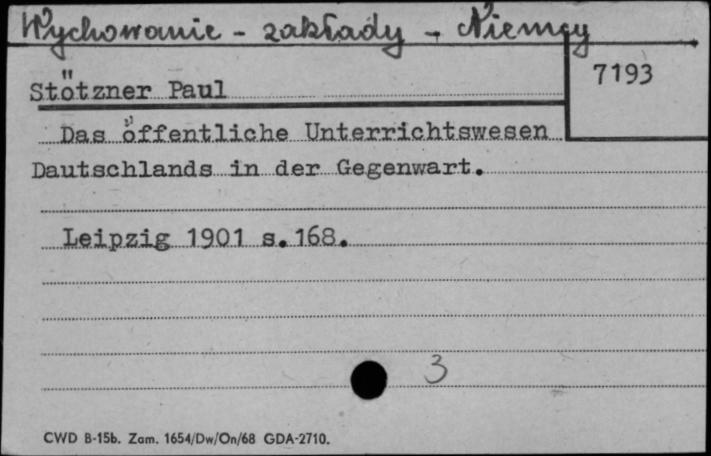 Wychowanie - zakłady - Niemcy
7193
Stötzner Paul
Das öffentliche Unterrichtswesen
Dautschlands in der Gegenwart.
Leipzig 1901 s.168.
3
CWD B-15b. Zam. 1654/Dw/On/68 GDA-2710.